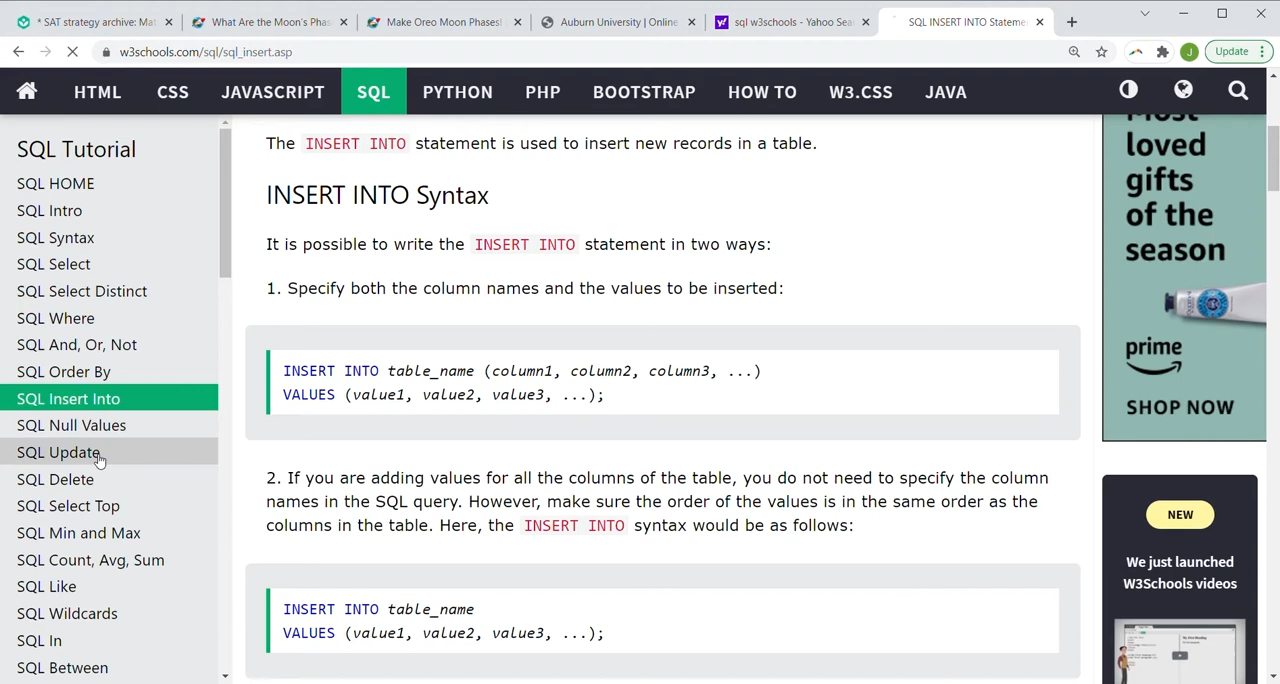 * SAT strategy archive: Mat
What Are the Moon's Phas
Make Oreo Moon Phases!
Auburn University | Online
sql w3schools - Yahoo Sea
SQL INSERT INTO Stateme
w3schools.com/sql/sql_insert.asp
J
Update
HTML CSS JAVASCRIPT SQL PYTHON PHP BOOTSTRAP HOW TO W3.CSS JAVA
SQL Tutorial
SQL HOME
SQL Intro
SQL Syntax
SQL Select
SQL Select Distinct
SQL Where
SQL And, Or, Not
SQL Order By
SQL Insert Into
SQL Null Values
SQL Update
SQL Delete
SQL Select Top
SQL Min and Max
SQL Count, Avg, Sum
SQL Like
SQL Wildcards
SQL In
SQL Between
The INSERT INTO statement is used to insert new records in a table.
INSERT INTO Syntax
It is possible to write the INSERT INTO statement in two ways:
1. Specify both the column names and the values to be inserted:
INSERT INTO table_name (column1, column2, column3, ...)
VALUES (value1, value2, value3, ...);
2. If you are adding values for all the columns of the table, you do not need to specify the column
names in the SQL query. However, make sure the order of the values is in the same order as the
columns in the table. Here, the INSERT INTO syntax would be as follows:
INSERT INTO table_name
VALUES (value1, value2, value3, ...);
Most
loved
gifts
of the
season
prime
SHOP NOW
NEW
We just launched
W3Schools videos